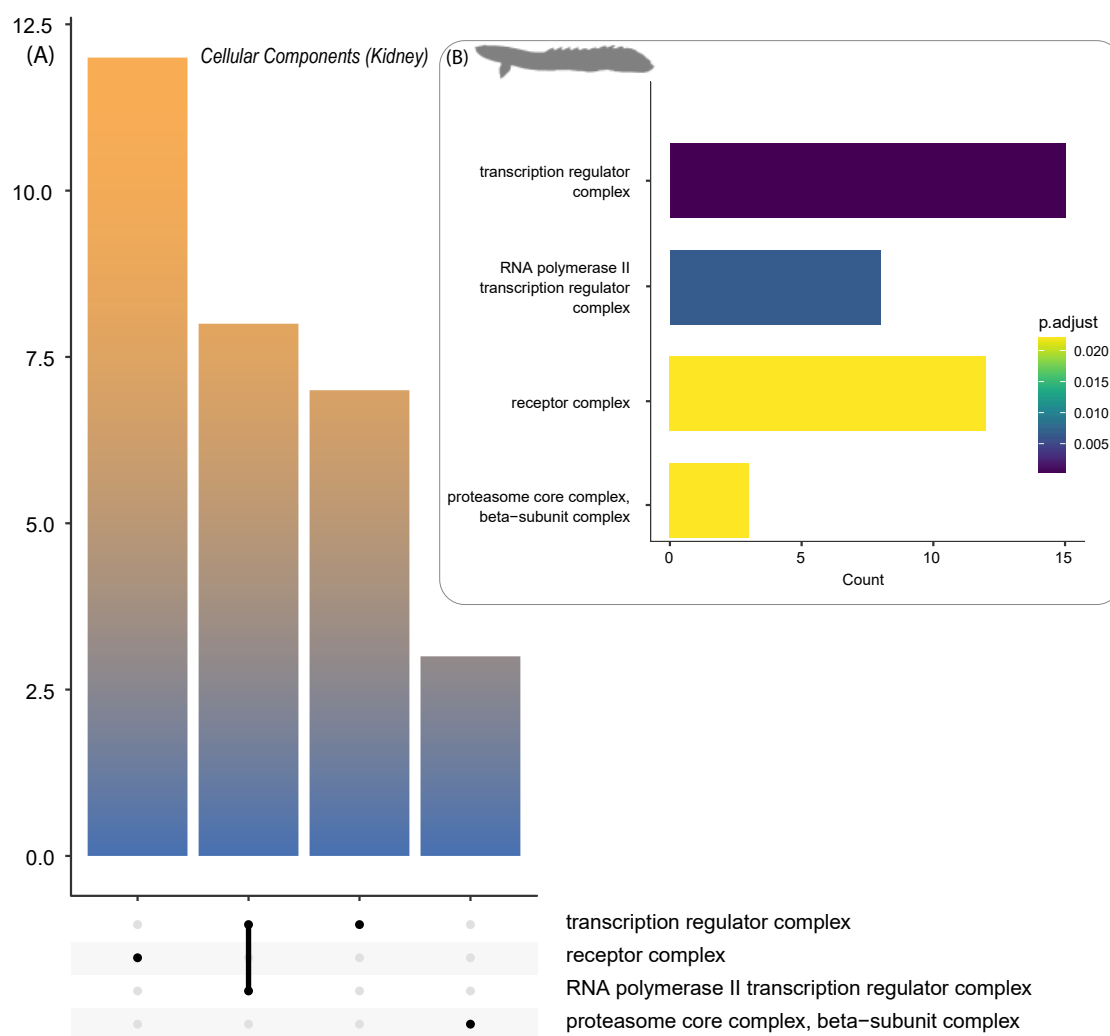 12.5
(A)
Cellular Components (Kidney)
10.0
7.5
5.0
2.5
0.0
transcription regulator complex
receptor complex
RNA polymerase II transcription regulator complex
proteasome core complex, beta−subunit complex
(B)
transcription regulator
complex
RNA polymerase II
transcription regulator
complex
receptor complex
proteasome core complex,
beta−subunit complex
0 5 10 15
Count
p.adjust
0.020
0.015
0.010
0.005